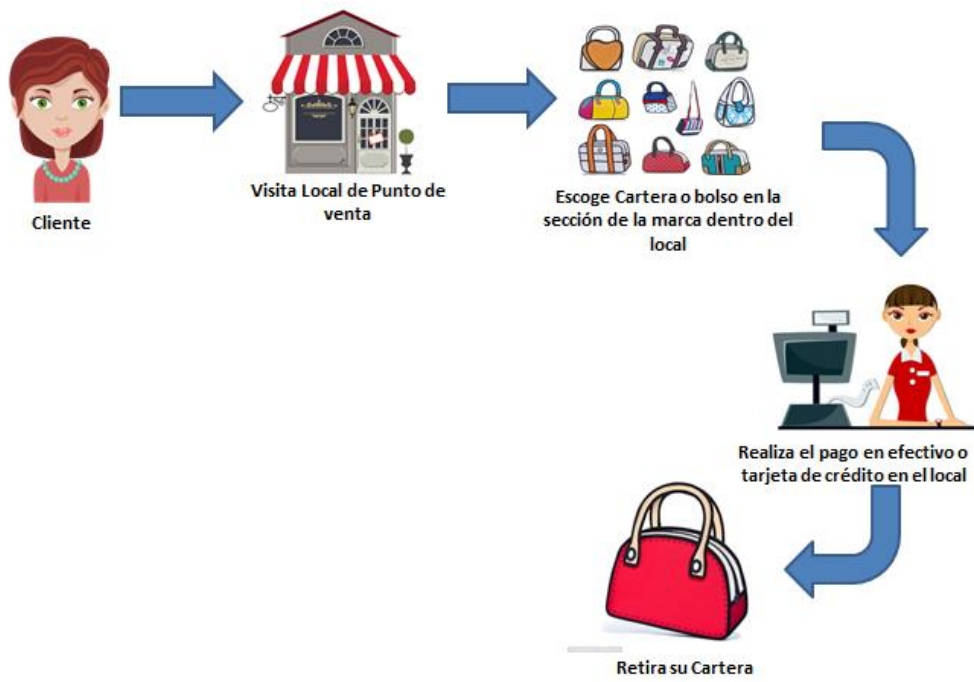 Cliente
Visita Local de Punto de
venta
Escoge Cartera o bolso en la
sección de la marca dentro del
local
Realiza el pago en efectivo o
tarjeta de crédito en el local
Retira su Cartera